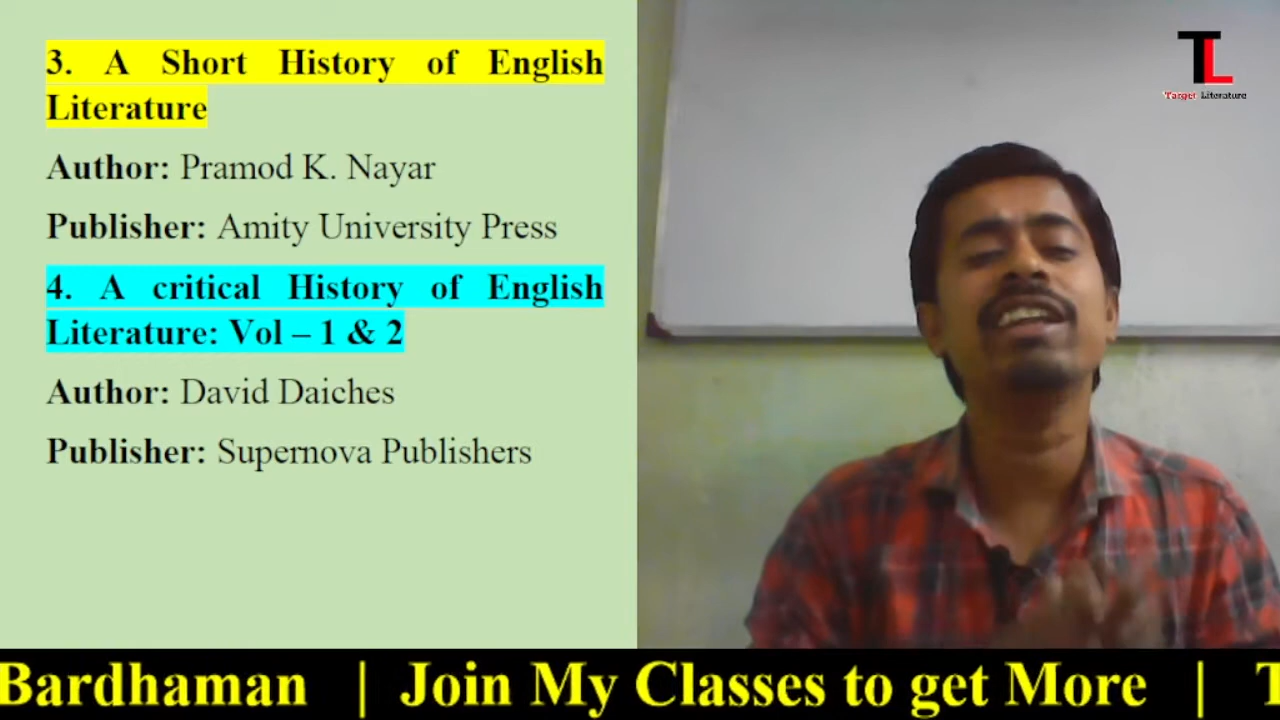 3. A Short History of English
Literature
Author: Pramod K. Nayar
Publisher: Amity University Press
4. A critical History of English
Literature: Vol – 1 & 2
Author: David Daiches
Publisher: Supernova Publishers
TL
Target Literature
Bardhaman | Join My Classes to get More | T